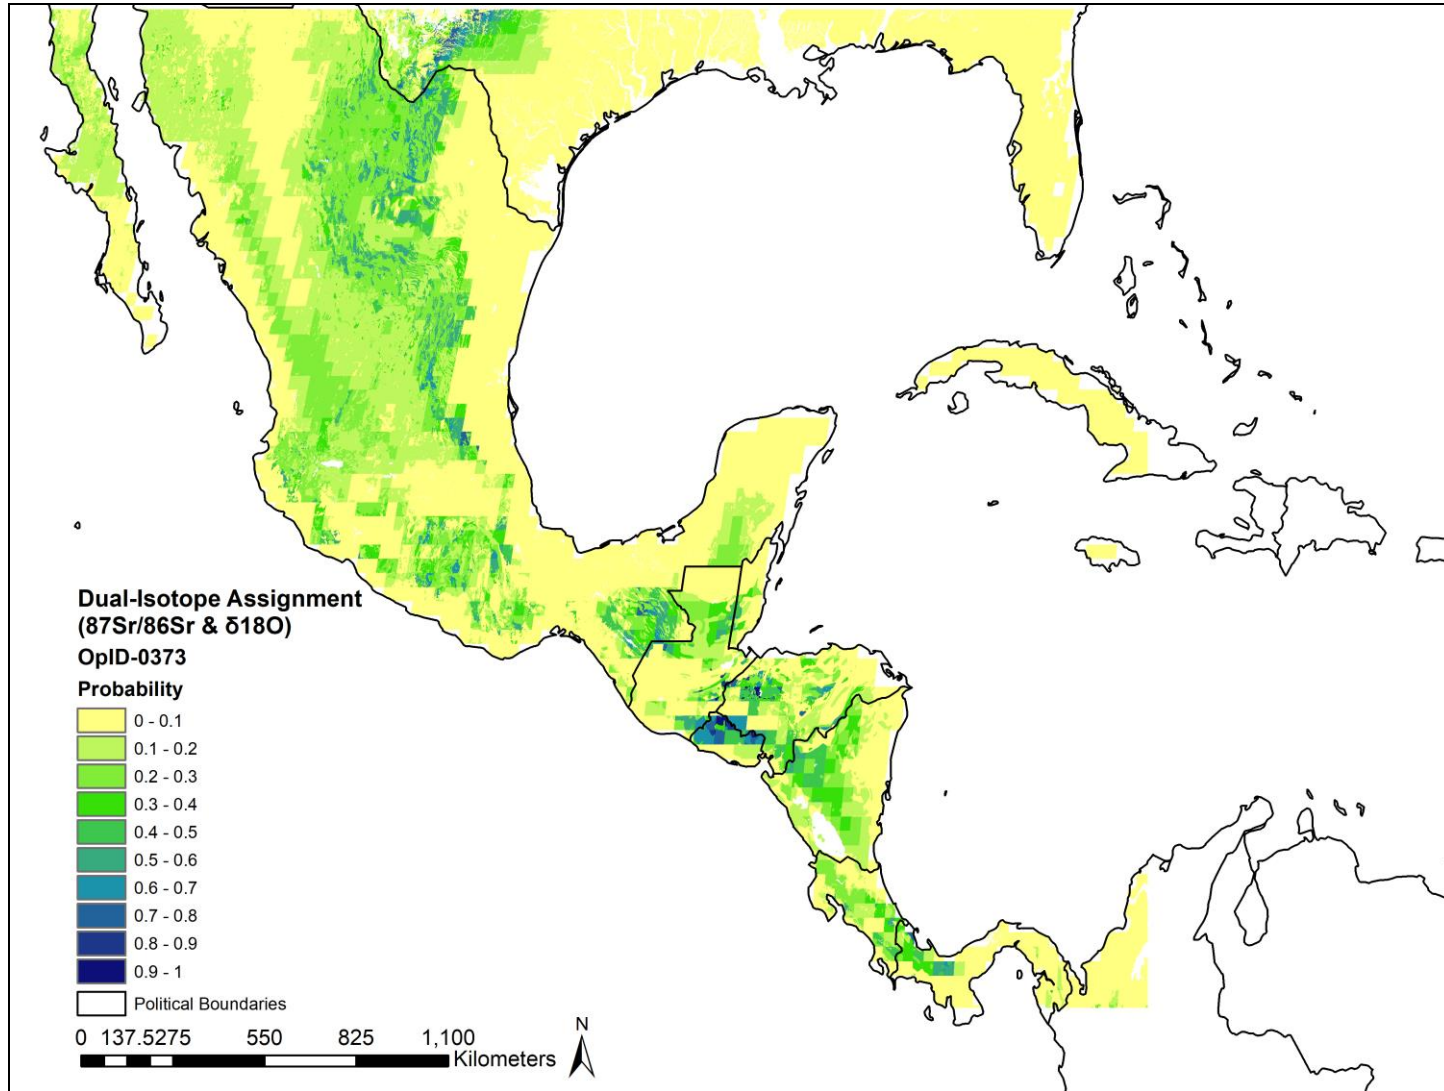 Dual-Isotope Assignment
(87Sr/86Sr & δ18O)
OpID-0373
Probability
0 - 0.1
0.1 - 0.2
0.2 - 0.3
0.3 - 0.4
0.4 - 0.5
0.5 - 0.6
0.6 - 0.7
0.7 - 0.8
0.8 - 0.9
0.9 - 1
Political Boundaries
0 137.5275 550 825 1,100
Kilometers
N